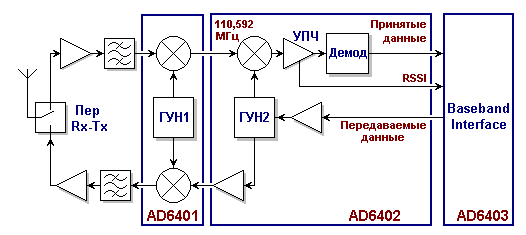 110,592
МГц
УПЧ
Принятые
данные
Демод
RSSI
Пер
Rx-Tx
ГУН1
ГУН2
Baseband
Interface
Передаваемые
данные
AD6401
AD6402
AD6403